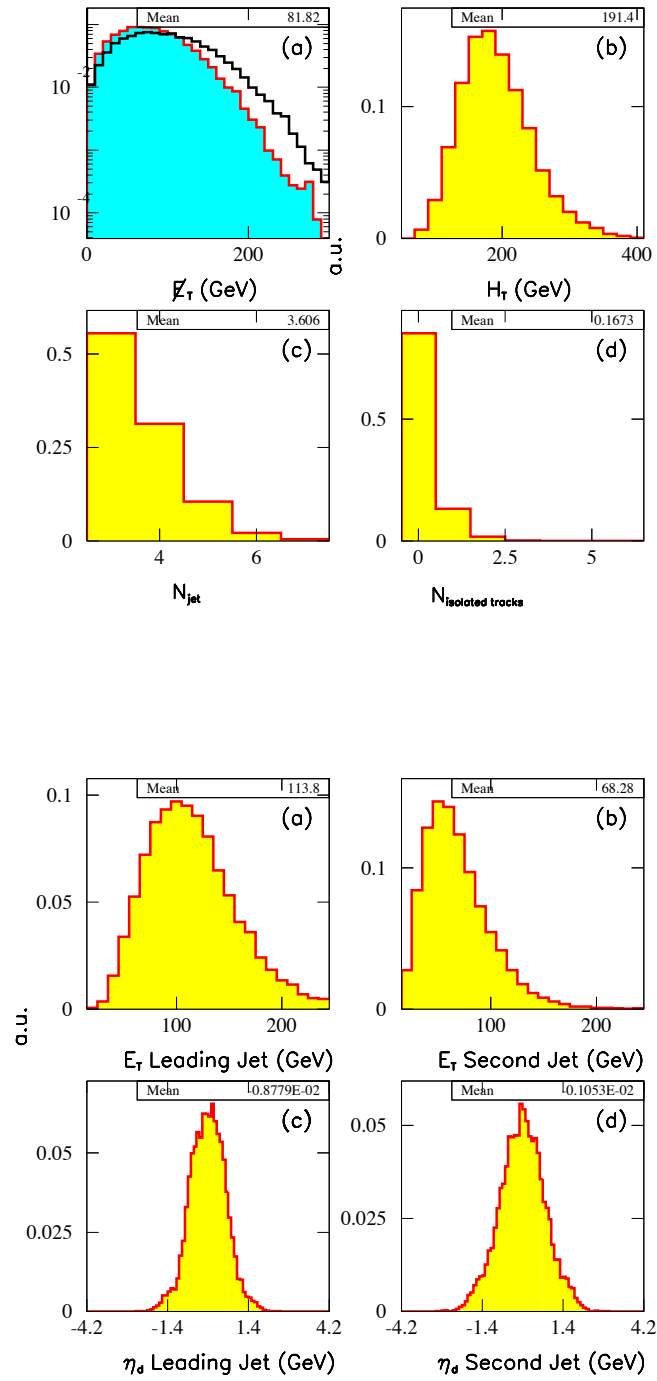 Mean 81.82
(a)
10 -2
10 -4
0 200
E̸T (GeV)
a.u.
Mean 191.4
(b)
0.1
0
200 400
HT (GeV)
Mean 3.606
(c)
0.5
0.25
0
4 6
Njet
Mean 0.1673
(d)
0.5
0
0 2.5 5
Nisolated tracks
Mean 113.8
(a)
0.1
0.05
0
100 200
ET Leading Jet (GeV)
a.u.
Mean 68.28
(b)
0.1
0
100 200
ET Second Jet (GeV)
Mean -0.8779E-02
(c)
0.05
0.025
0
-4.2 -1.4 1.4 4.2
ηd Leading Jet (GeV)
Mean -0.1053E-02
(d)
0.05
0.025
0
-4.2 -1.4 1.4 4.2
ηd Second Jet (GeV)